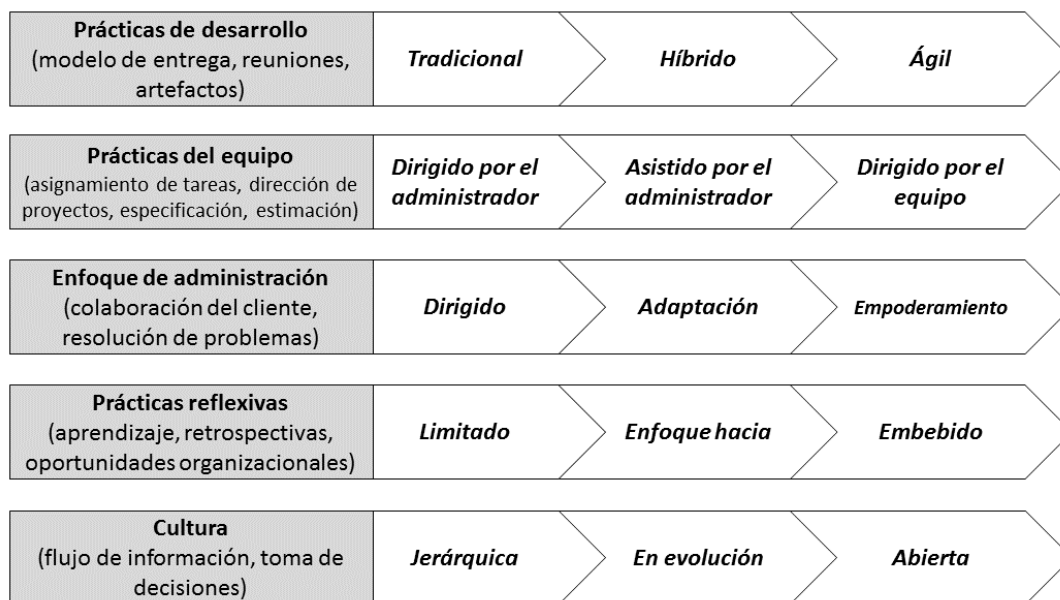 Prácticas de desarrollo
(modelo de entrega, reuniones,
artefactos)
Tradicional
Híbrido
Ágil
Prácticas del equipo
(asignamiento de tareas, dirección de
proyectos, especificación, estimación)
Dirigido por el
administrador
Asistido por el
administrador
Dirigido por el
equipo
Enfoque de administración
(colaboración del cliente,
resolución de problemas)
Dirigido
Adaptación
Empoderamiento
Prácticas reflexivas
(aprendizaje, retrospectivas,
oportunidades organizacionales)
Limitado
Enfoque hacia
Embebido
Cultura
(flujo de información, toma de
decisiones)
Jerárquica
En evolución
Abierta